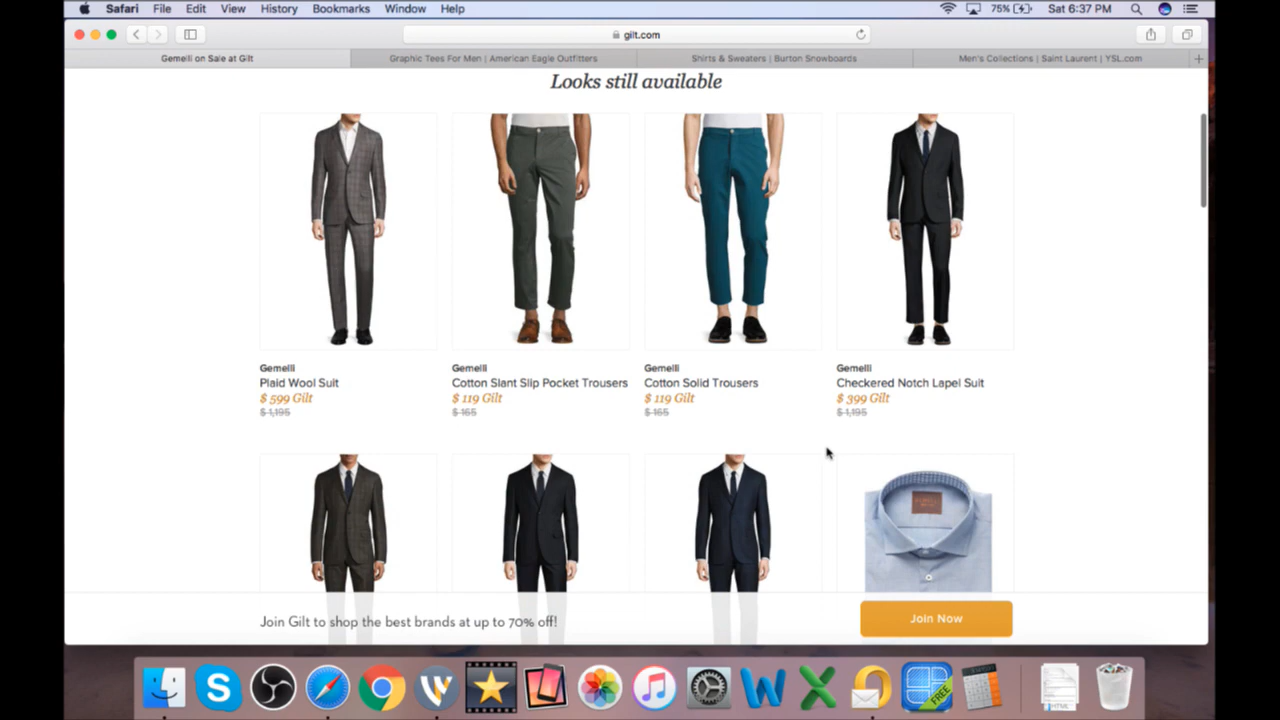 Safari File Edit View History Bookmarks Window Help 75% Sat 6:37 PM
gilt.com
Gemelli on Sale at Gilt Graphic Tees For Men | American Eagle Outfitters Shirts & Sweaters | Burton Snowboards Men's Collections | Saint Laurent | YSL.com
Looks still available
Gemelli Gemelli Gemelli Gemelli
Plaid Wool Suit Cotton Slant Slip Pocket Trousers Cotton Solid Trousers Checkered Notch Lapel Suit
$ 599 Gilt $ 119 Gilt $ 119 Gilt $ 399 Gilt
$ 1,195 $ 165 $ 165 $ 1,195
Join Gilt to shop the best brands at up to 70% off! Join Now
FREE
HTML